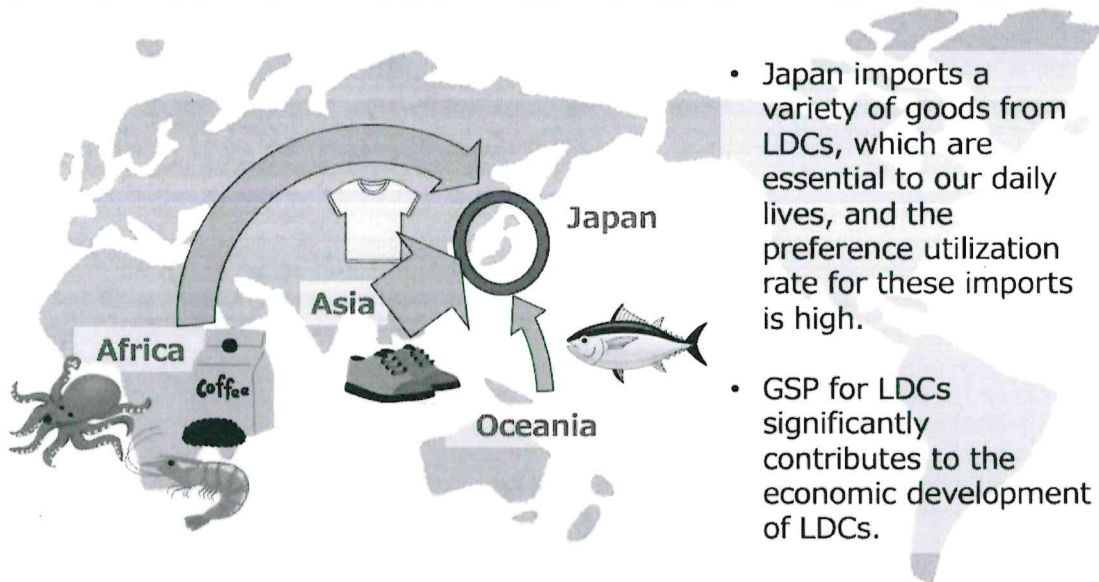 Japan
Asia
Africa
Coffee
Oceania
• Japan imports a
variety of goods from
LDCs, which are
essential to our daily
lives, and the
preference utilization
rate for these imports
is high.
• GSP for LDCs
significantly
contributes to the
economic development
of LDCs.